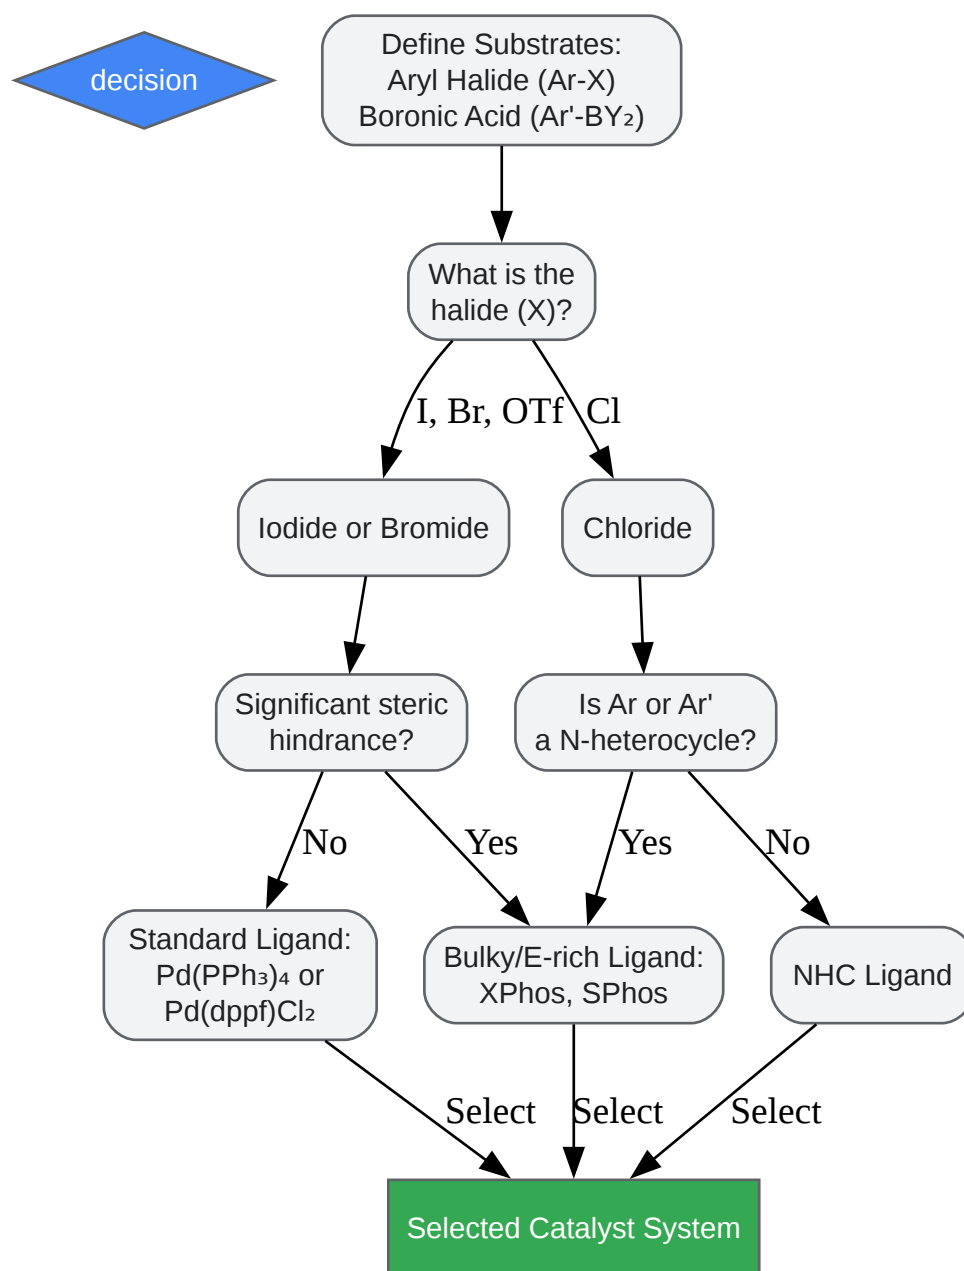 decision
Define Substrates:
Aryl Halide (Ar-X)
Boronic Acid (Ar'-BY₂)
What is the
halide (X)?
I, Br, OTf
Cl
Iodide or Bromide
Chloride
Significant steric
hindrance?
Is Ar or Ar'
a N-heterocycle?
No
Yes
Yes
No
Standard Ligand:
Pd(PPh₃)₄ or
Pd(dppf)Cl₂
Bulky/E-rich Ligand:
XPhos, SPhos
NHC Ligand
Select
Select
Select
Selected Catalyst System